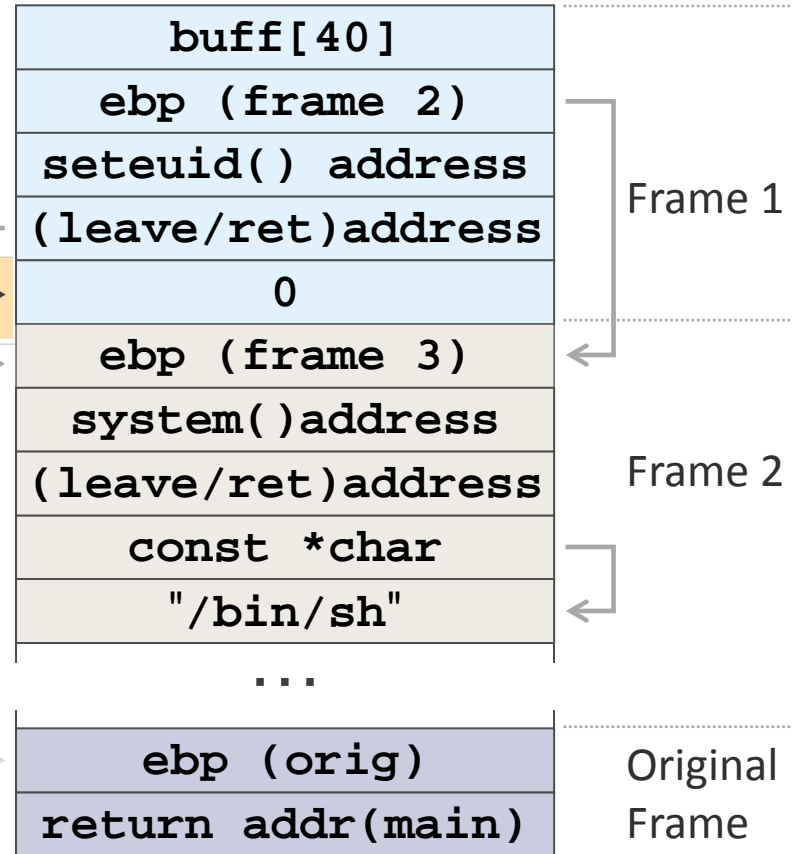 buff[40]
ebp (frame 2)
seteuid() address
(leave/ret)address
0
Frame 1
ebp (frame 3)
system()address
(leave/ret)address
const *char
"/bin/sh"
Frame 2
...
ebp (orig)
return addr(main)
Original
Frame